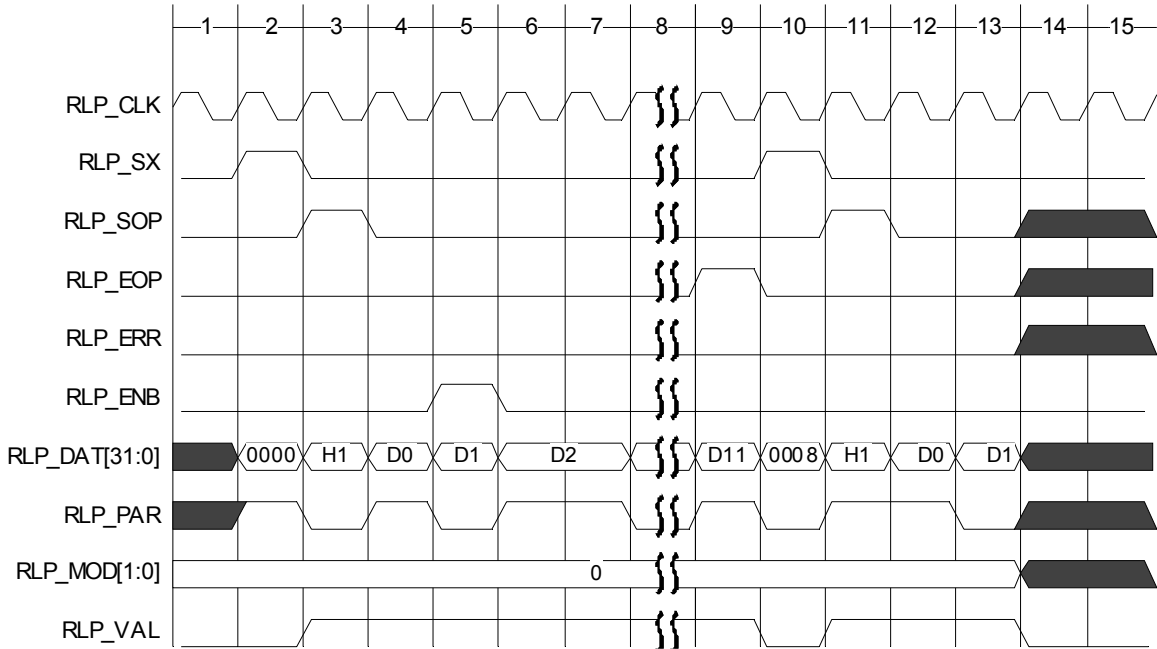 1 2 3 4 5 6 7 8 9 10 11 12 13 14 15
RLP_CLK
RLP_SX
RLP_SOP
RLP_EOP
RLP_ERR
RLP_ENB
RLP_DAT[31:0] 0000 H1 D0 D1 D2 D11 0008 H1 D0 D1
RLP_PAR
RLP_MOD[1:0] 0
RLP_VAL